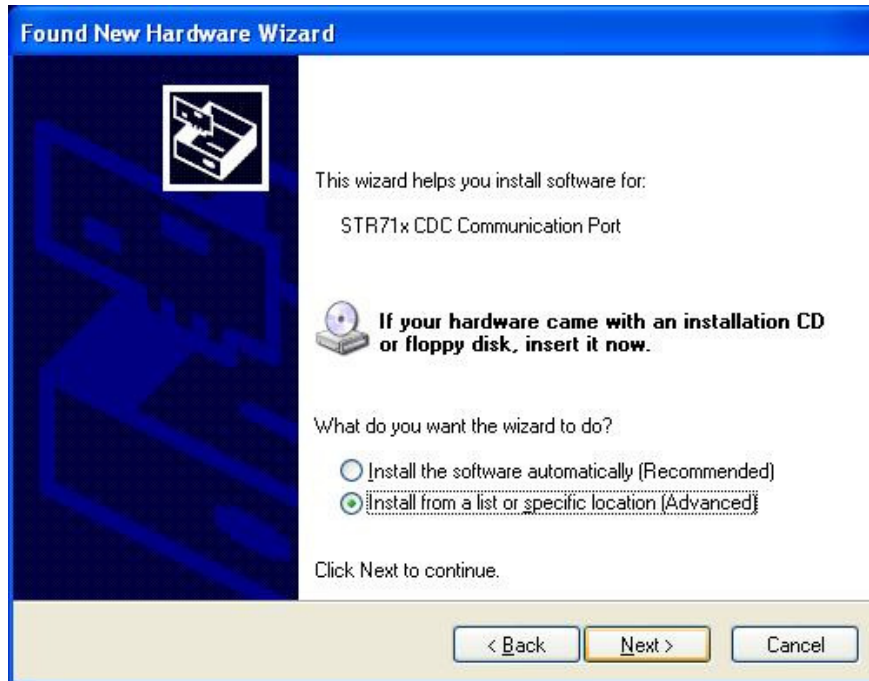 Found New Hardware Wizard
This wizard helps you install software for:
STR71x CDC Communication Port
If your hardware came with an installation CD
or floppy disk, insert it now.
What do you want the wizard to do?
Install the software automatically (Recommended)
Install from a list or specific location (Advanced)
Click Next to continue.
< Back Next > Cancel